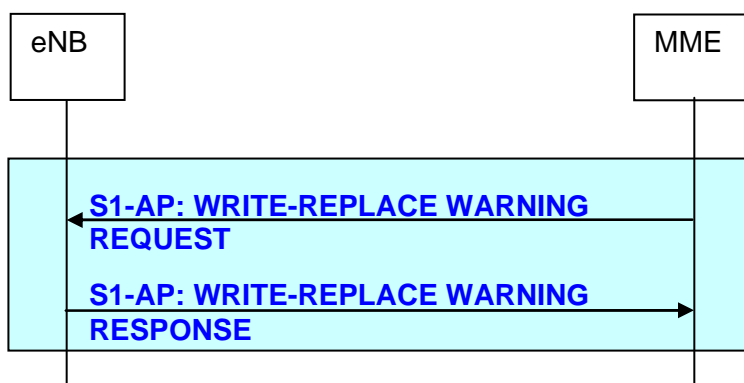 eNB
MME
S1-AP: WRITE-REPLACE WARNING
REQUEST
S1-AP: WRITE-REPLACE WARNING
RESPONSE